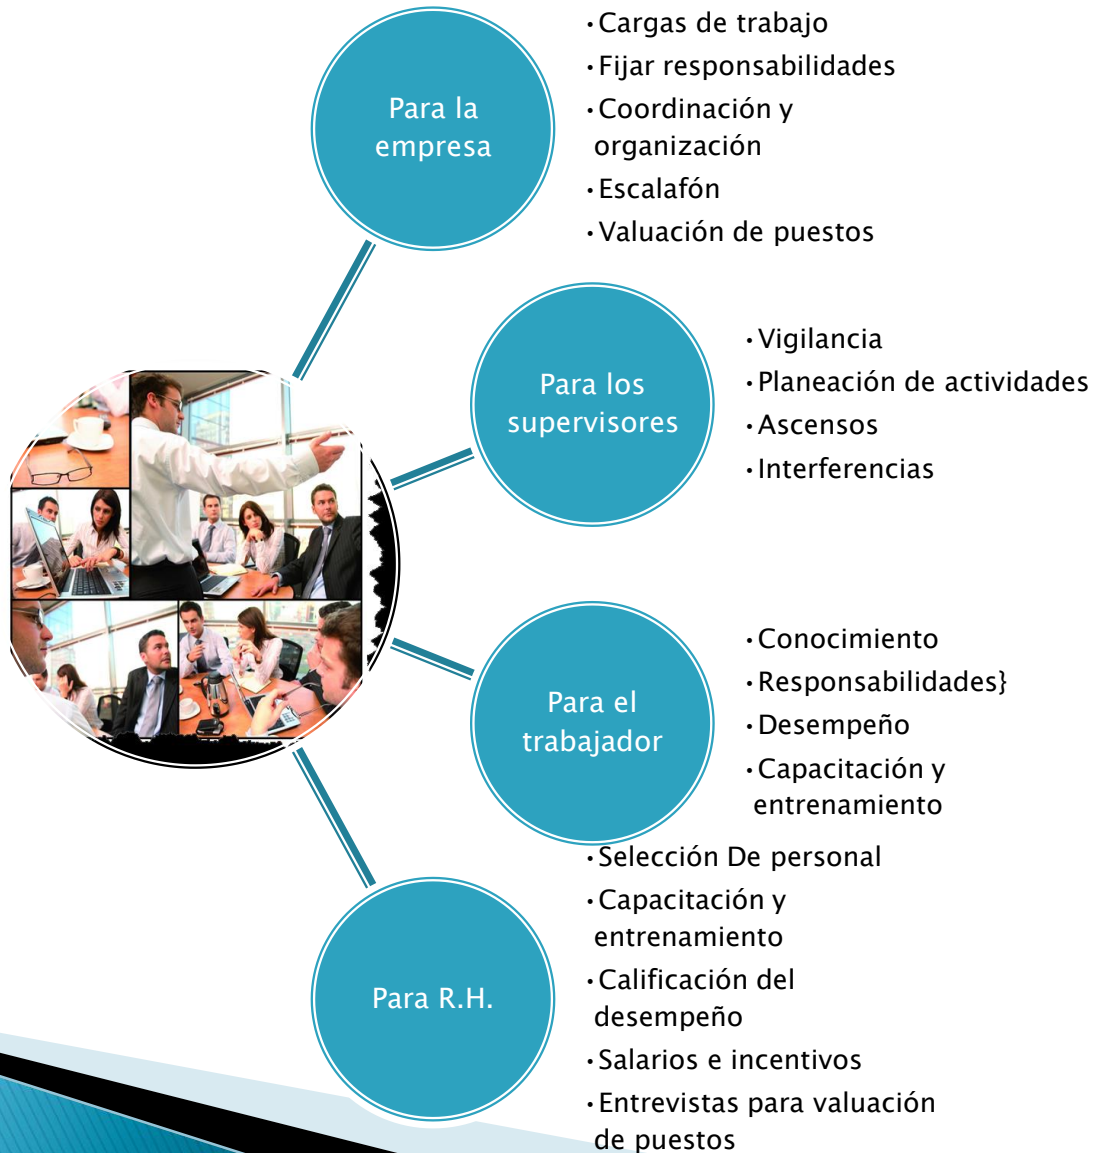 Para la
empresa
·Cargas de trabajo
·Fijar responsabilidades
·Coordinación y
organización
·Escalafón
·Valuación de puestos
Para los
supervisores
·Vigilancia
·Planeación de actividades
·Ascensos
·Interferencias
Para el
trabajador
·Conocimiento
·Responsabilidades}
·Desempeño
·Capacitación y
entrenamiento
Para R.H.
·Selección De personal
·Capacitación y
entrenamiento
·Calificación del
desempeño
·Salarios e incentivos
·Entrevistas para valuación
de puestos